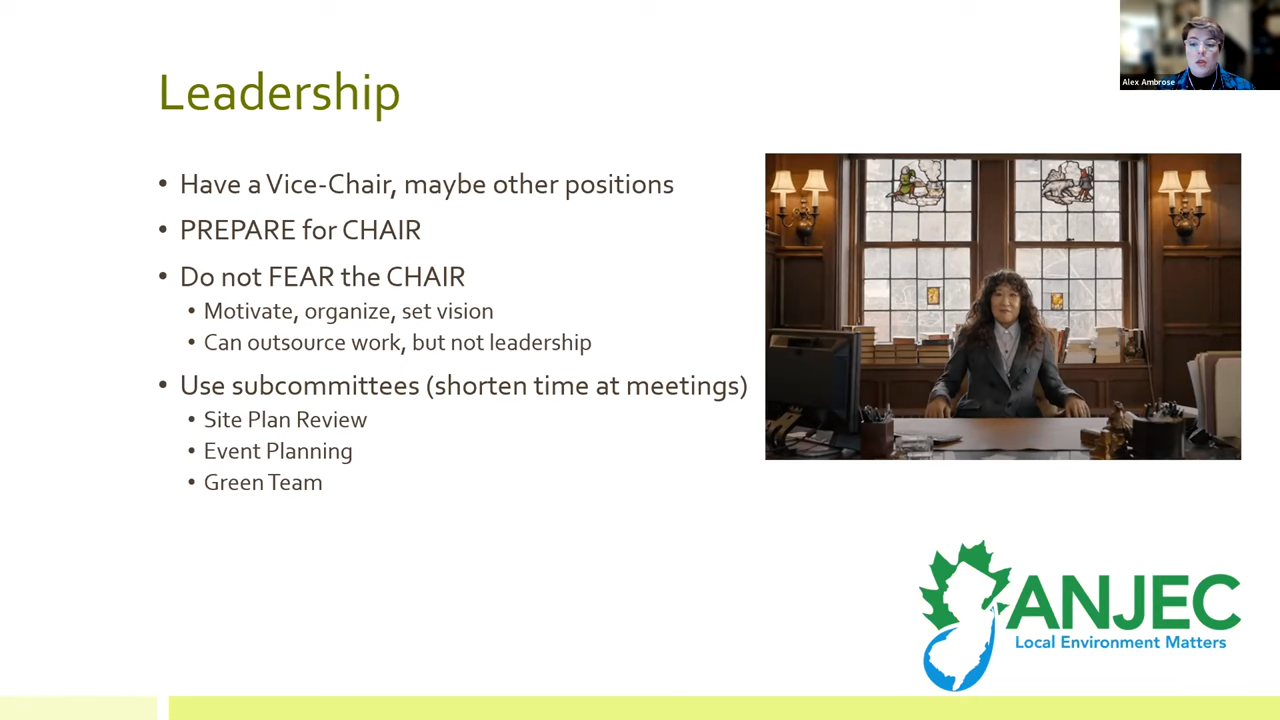 Alex Ambrose
Leadership
• Have a Vice-Chair, maybe other positions
• PREPARE for CHAIR
• Do not FEAR the CHAIR
• Motivate, organize, set vision
• Can outsource work, but not leadership
• Use subcommittees (shorten time at meetings)
• Site Plan Review
• Event Planning
• Green Team
ANJEC
Local Environment Matters